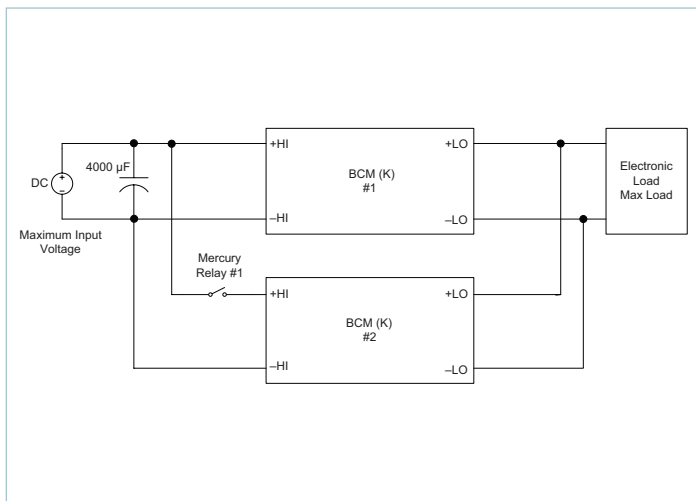 +HI
+LO
4000 µF
DC
+
–
BCM (K)
#1
Electronic
Load
Max Load
–HI
–LO
Maximum Input
Voltage
Mercury
Relay #1
+HI
+LO
BCM (K)
#2
–HI
–LO